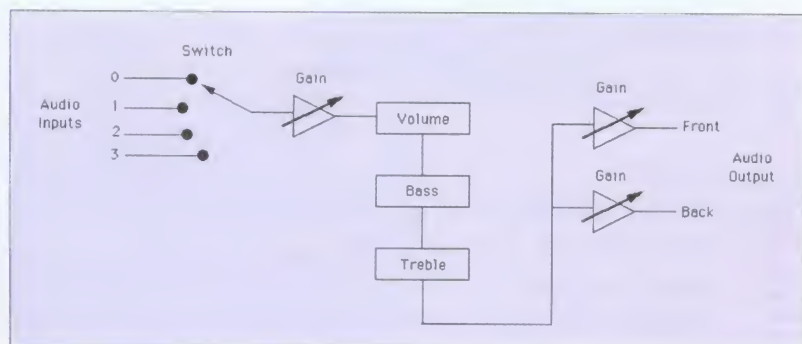 Switch
0
Gain
Audio
Inputs
1
2
3
Volume
Bass
Treble
Gain
Front
Audio
Output
Gain
Back